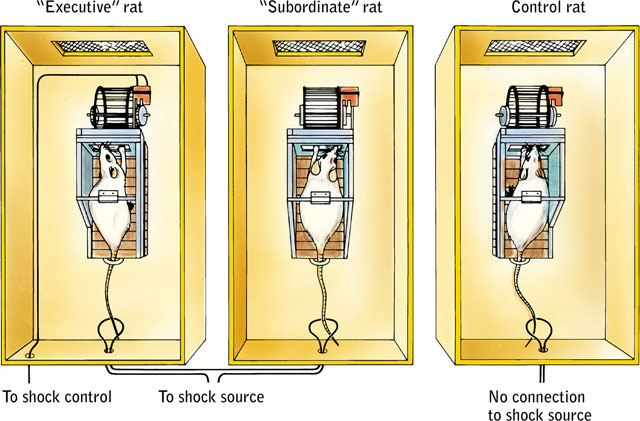 “Executive” rat
“Subordinate” rat
Control rat
To shock control
To shock source
No connection
to shock source